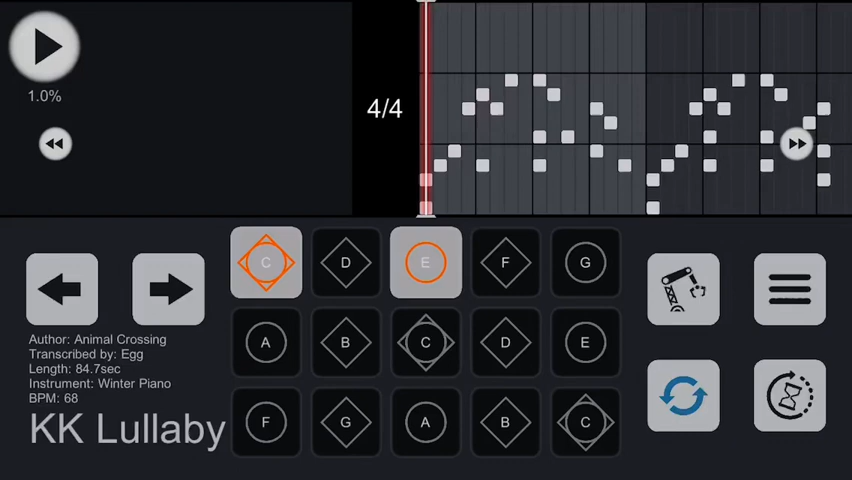 1.0%
4/4
C D E F G
A B C D E
F G A B C
Author: Animal Crossing
Transcribed by: Egg
Length: 84.7sec
Instrument: Winter Piano
BPM: 68
KK Lullaby